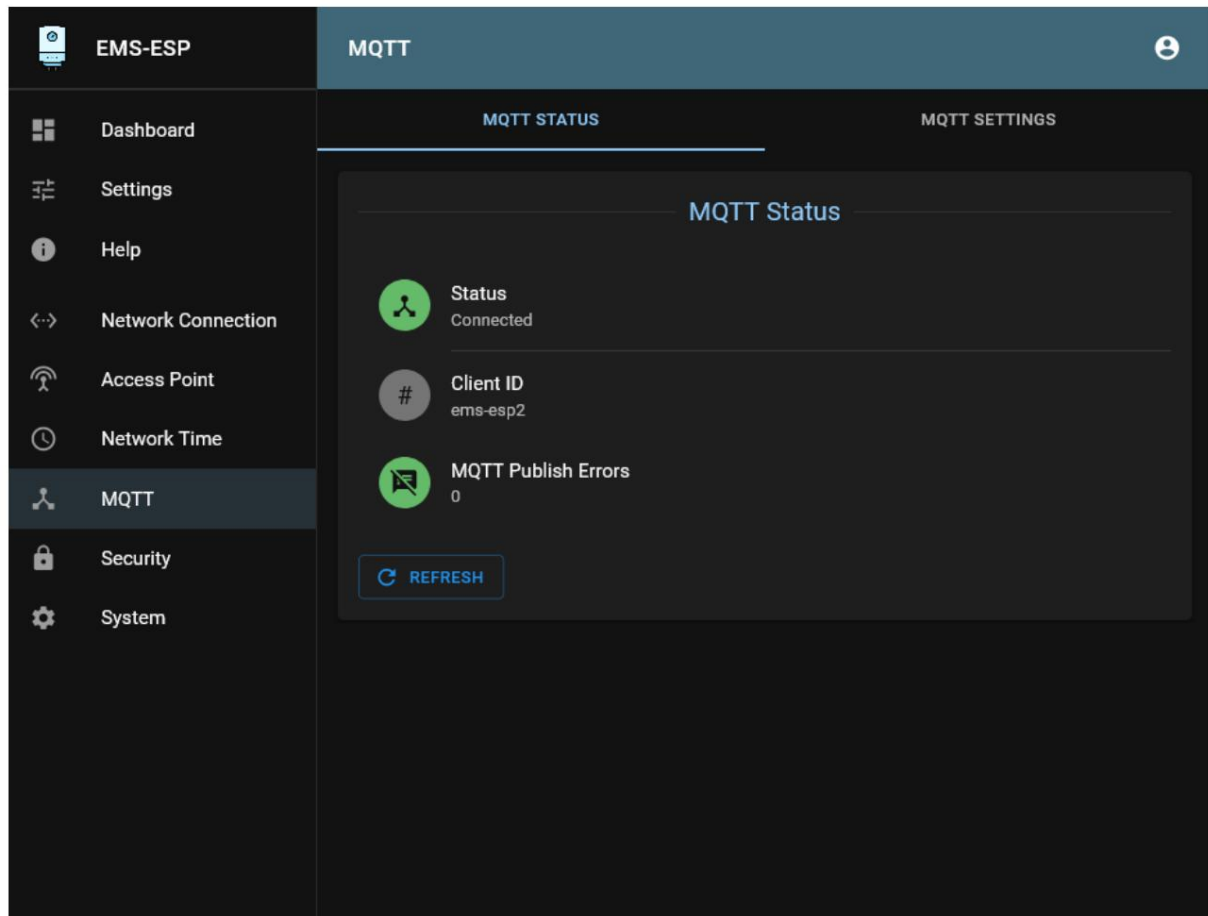 EMS-ESP
MQTT
Dashboard
Settings
Help
Network Connection
Access Point
Network Time
MQTT
Security
System
MQTT STATUS
MQTT SETTINGS
MQTT Status
Status
Connected
#
Client ID
ems-esp2
MQTT Publish Errors
0
REFRESH